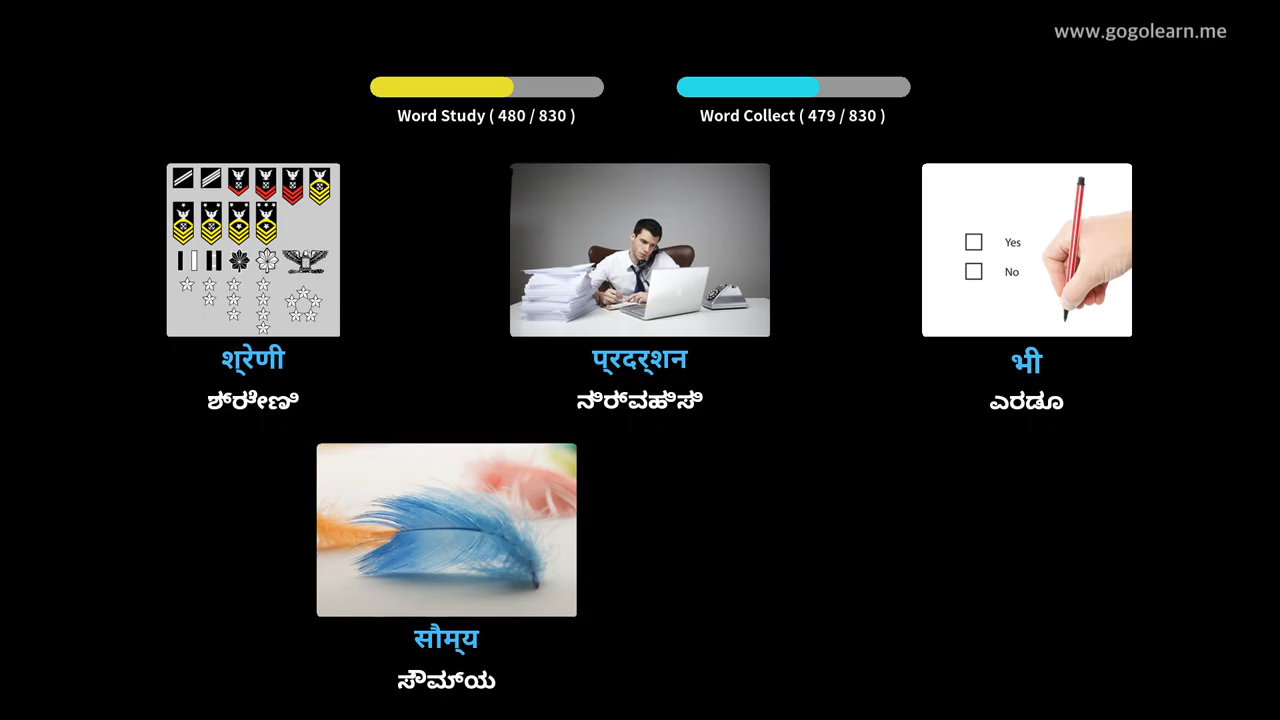 www.gogolearn.me
Word Study ( 480 / 830 )
Word Collect ( 479 / 830 )
Yes
No
श्रेणी
प्रदर्शन
भी
ಶ್ರೇಣಿ
ನಿರ್ವಹಿಸಿ
ಎರಡೂ
सौम्य
ಸೌಮ್ಯ